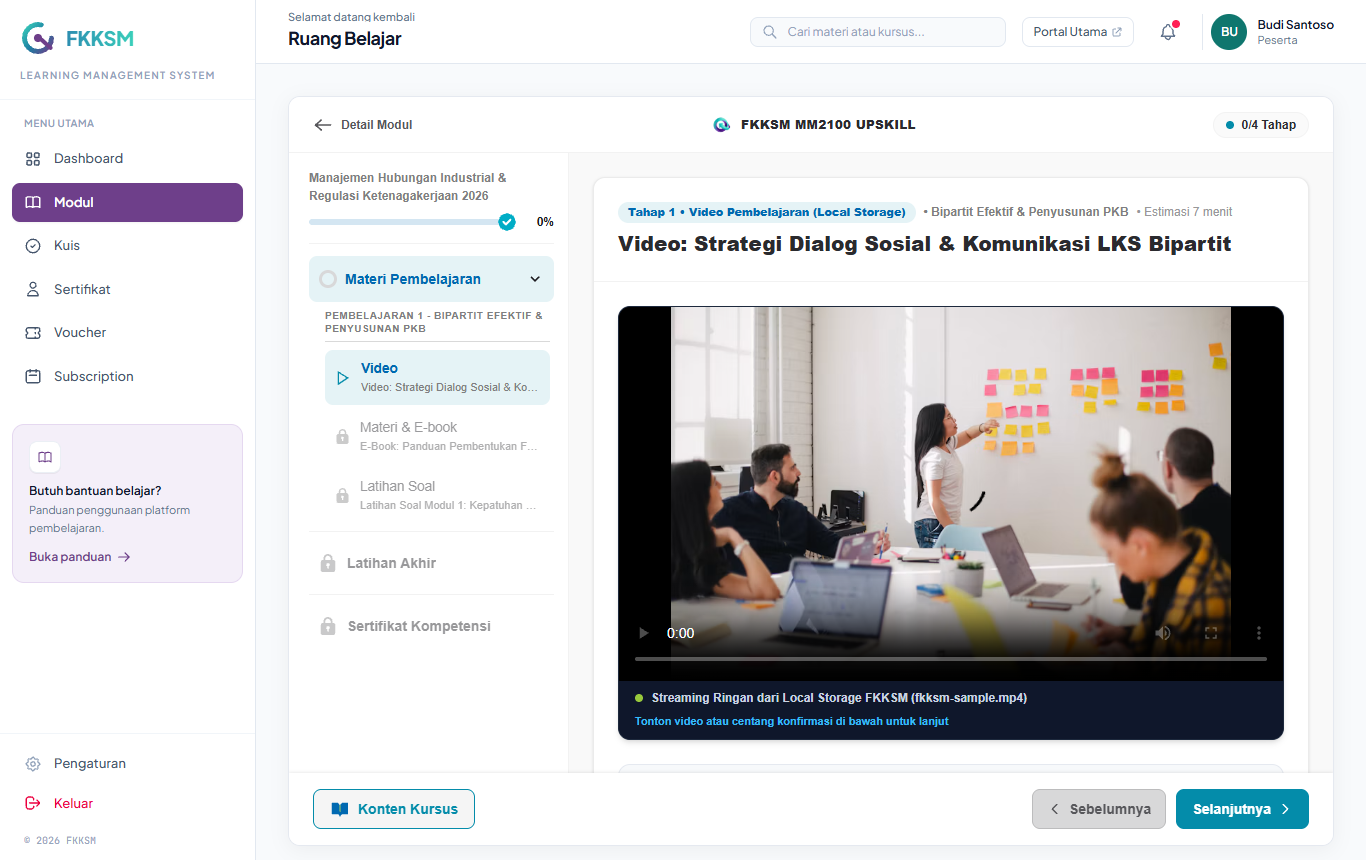 FKKSM
LEARNING MANAGEMENT SYSTEM
MENU UTAMA
Dashboard
Modul
Kuis
Sertifikat
Voucher
Subscription
Butuh bantuan belajar?
Panduan penggunaan platform
pembelajaran.
Buka panduan →
Pengaturan
Keluar
© 2026 FKKSM
Selamat datang kembali
Ruang Belajar
Cari materi atau kursus...
Portal Utama
BU
Budi Santoso
Peserta
← Detail Modul
FKKSM MM2100 UPSKILL
0/4 Tahap
Manajemen Hubungan Industrial &
Regulasi Ketenagakerjaan 2026
0%
Materi Pembelajaran
PEMBELAJARAN 1 - BIPARTIT EFEKTIF &
PENYUSUNAN PKB
Video
Video: Strategi Dialog Sosial & Ko...
Materi & E-book
E-Book: Panduan Pembentukan F...
Latihan Soal
Latihan Soal Modul 1: Kepatuhan ...
Latihan Akhir
Sertifikat Kompetensi
Tahap 1 • Video Pembelajaran (Local Storage) • Bipartit Efektif & Penyusunan PKB • Estimasi 7 menit
Video: Strategi Dialog Sosial & Komunikasi LKS Bipartit
0:00
Streaming Ringan dari Local Storage FKKSM (fkksm-sample.mp4)
Tonton video atau centang konfirmasi di bawah untuk lanjut
Konten Kursus
Sebelumnya
Selanjutnya